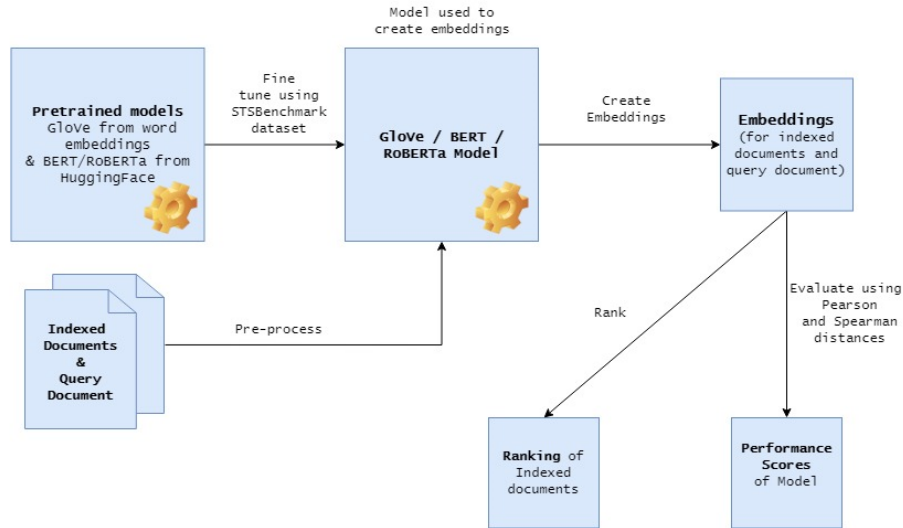 Model used to
create embeddings
Pretrained models
GloVe from word
embeddings
& BERT/RoBERTa from
HuggingFace
Fine
tune using
STSBenchmark
dataset
GloVe / BERT /
RoBERTa Model
Create
Embeddings
Embeddings
(for indexed
documents and
query document)
Indexed
Documents
&
Query
Document
Pre-process
Rank
Evaluate using
Pearson
and Spearman
distances
Ranking of
Indexed
documents
Performance
Scores
of Model